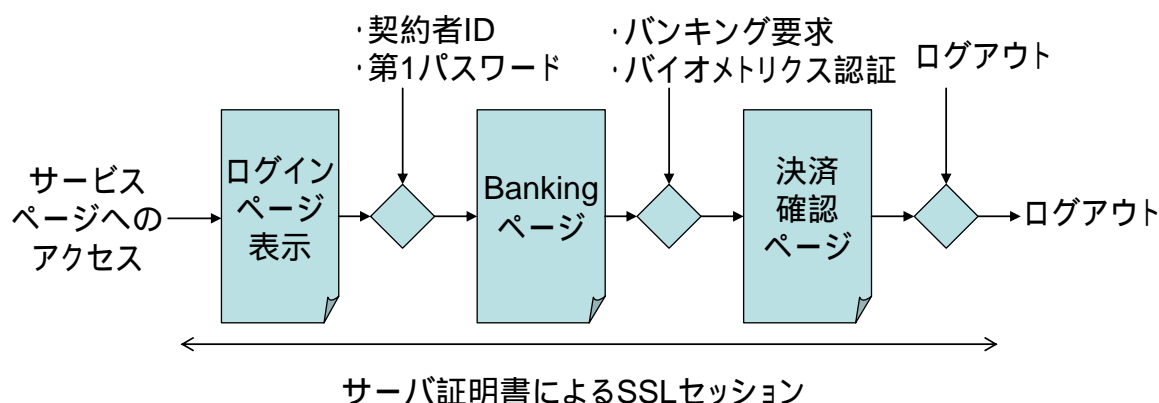 ・契約者ID
・第1パスワード
・バンキング要求
・バイオメトリクス認証
ログアウト
サービス
ページへの
アクセス
ログイン
ページ
表示
Banking
ページ
決済
確認
ページ
ログアウト
サーバ証明書によるSSLセッション